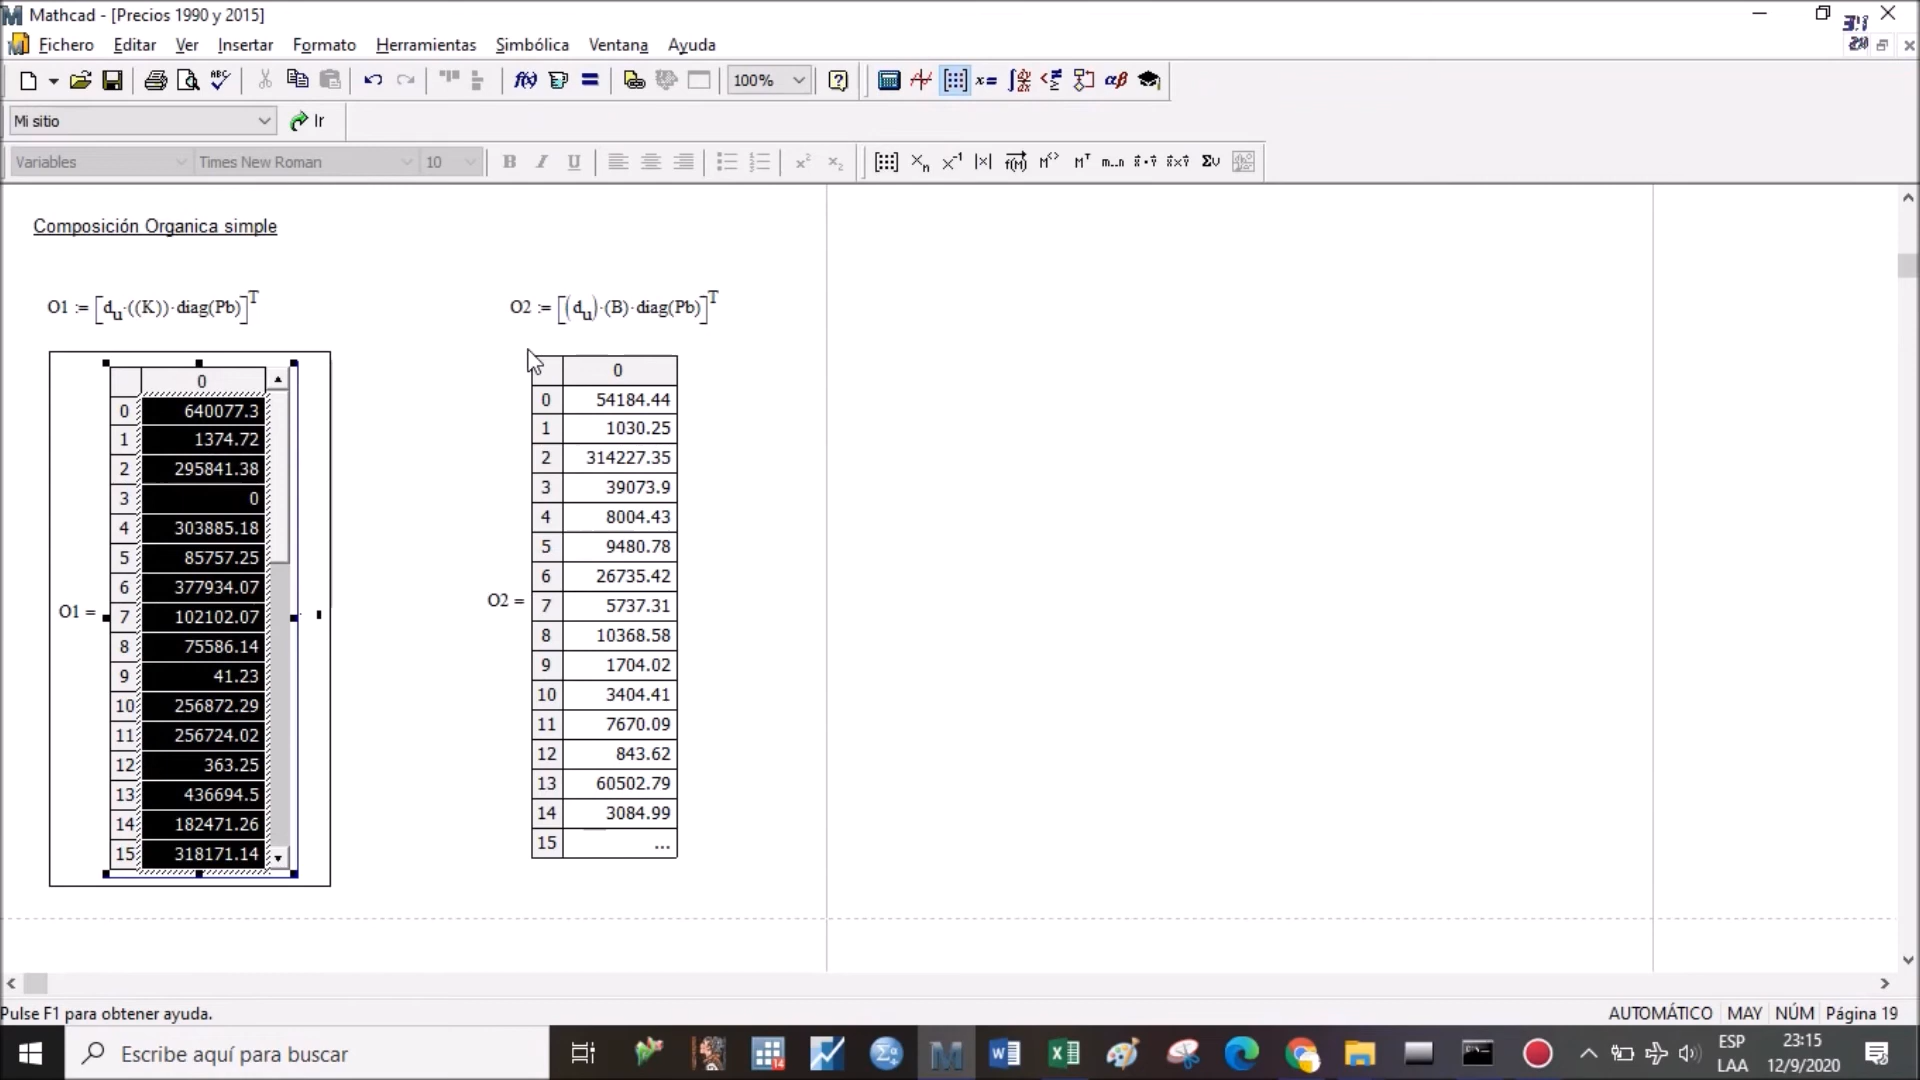 Mathcad - [Precios 1990 y 2015]
Fichero Editar Ver Insertar Formato Herramientas Simbólica Ventana Ayuda
100%
Mi sitio Ir
Variables Times New Roman 10
Composición Organica simple
O1 := [d_u·((K))·diag(Pb)]^T
O2 := [(d_u)·(B)·diag(Pb)]^T
O1 =
0
0 640077.3
1 1374.72
2 295841.38
3 0
4 303885.18
5 85757.25
6 377934.07
7 102102.07
8 75586.14
9 41.23
10 256872.29
11 256724.02
12 363.25
13 436694.5
14 182471.26
15 318171.14
O2 =
0
0 54184.44
1 1030.25
2 314227.35
3 39073.9
4 8004.43
5 9480.78
6 26735.42
7 5737.31
8 10368.58
9 1704.02
10 3404.41
11 7670.09
12 843.62
13 60502.79
14 3084.99
15 ...
Pulse F1 para obtener ayuda.
AUTOMÁTICO MAY NÚM Página 19
Escribe aquí para buscar
ESP
LAA
23:15
12/9/2020